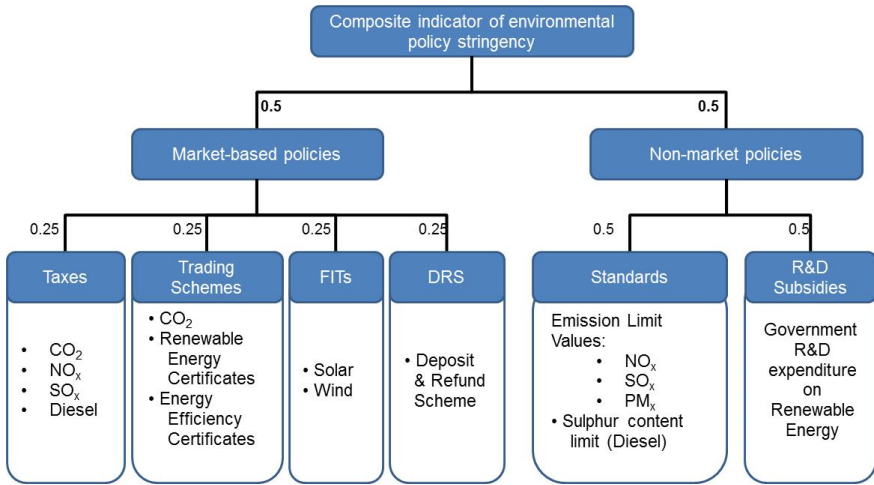 Composite indicator of environmental
policy stringency
0.5
0.5
Market-based policies
Non-market policies
0.25
0.25
0.25
0.25
0.5
0.5
Taxes
Trading
Schemes
FITs
DRS
Standards
R&D
Subsidies
• CO₂
• NOₓ
• SOₓ
• Diesel
• CO₂
• Renewable
Energy
Certificates
• Energy
Efficiency
Certificates
• Solar
• Wind
• Deposit
& Refund
Scheme
Emission Limit
Values:
• NOₓ
• SOₓ
• PMₓ
• Sulphur content
limit (Diesel)
Government
R&D
expenditure
on
Renewable
Energy